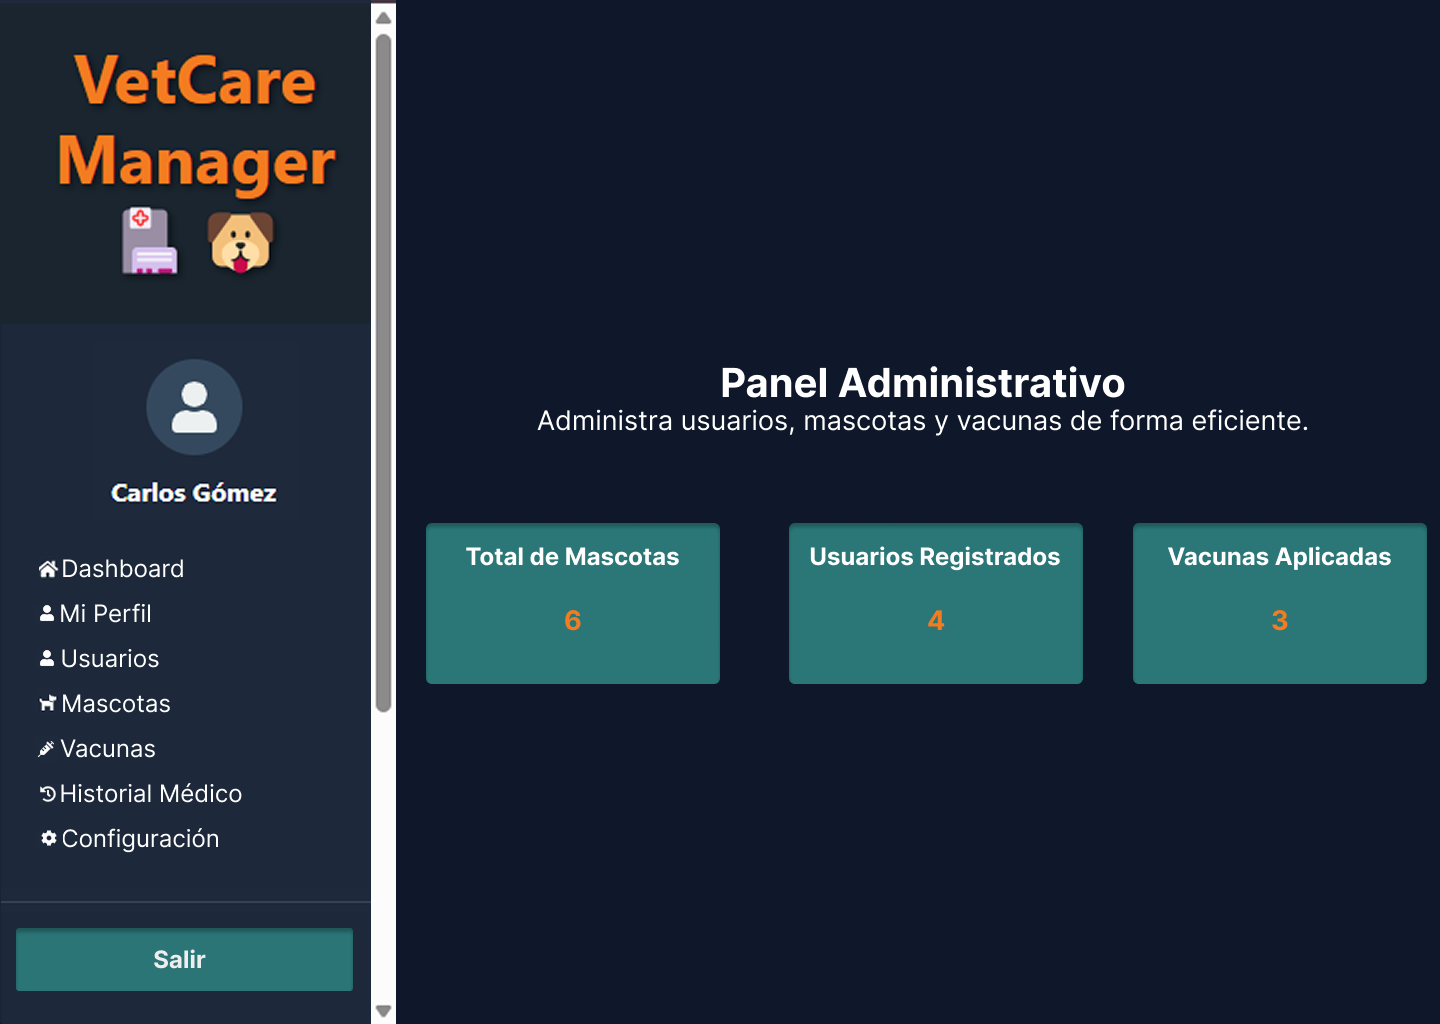 VetCare
Manager
Carlos Gómez
Dashboard
Mi Perfil
Usuarios
Mascotas
Vacunas
Historial Médico
Configuración
Salir
Panel Administrativo
Administra usuarios, mascotas y vacunas de forma eficiente.
Total de Mascotas
6
Usuarios Registrados
4
Vacunas Aplicadas
3